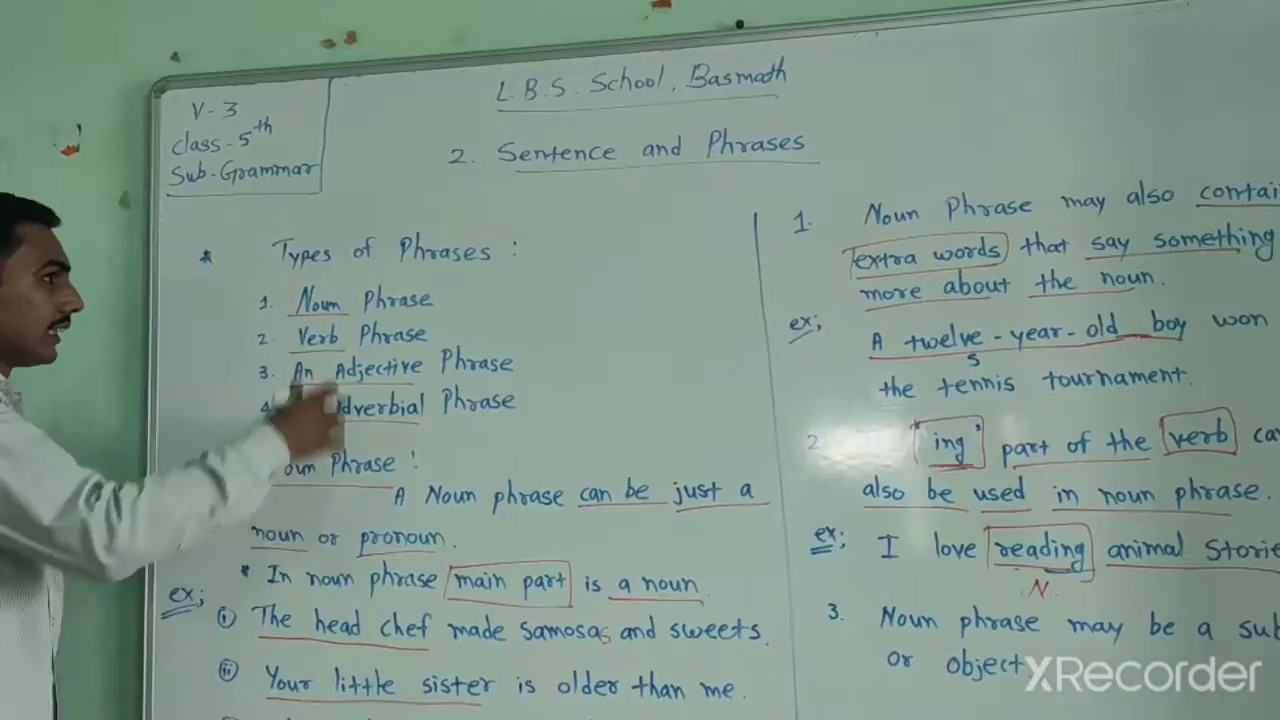 L.B.S. School, Basmath
V-3
class-5th
Sub-Grammar
2. Sentence and Phrases
* Types of Phrases :
1. Noun Phrase
2. Verb Phrase
3. An Adjective Phrase
4. dverbial Phrase
oun Phrase :
A Noun phrase can be just a
noun or pronoun.
* In noun phrase main part is a noun.
ex;
(i) The head chef made samosas and sweets.
(ii) Your little sister is older than me.
1. Noun Phrase may also contai
extra words that say something
more about the noun.
ex;
A twelve-year-old boy won
s
the tennis tournament.
2. 'ing' part of the verb ca
also be used in noun phrase.
ex; I love reading animal Storie
N.
3. Noun phrase may be a sub
or object.
XRecorder